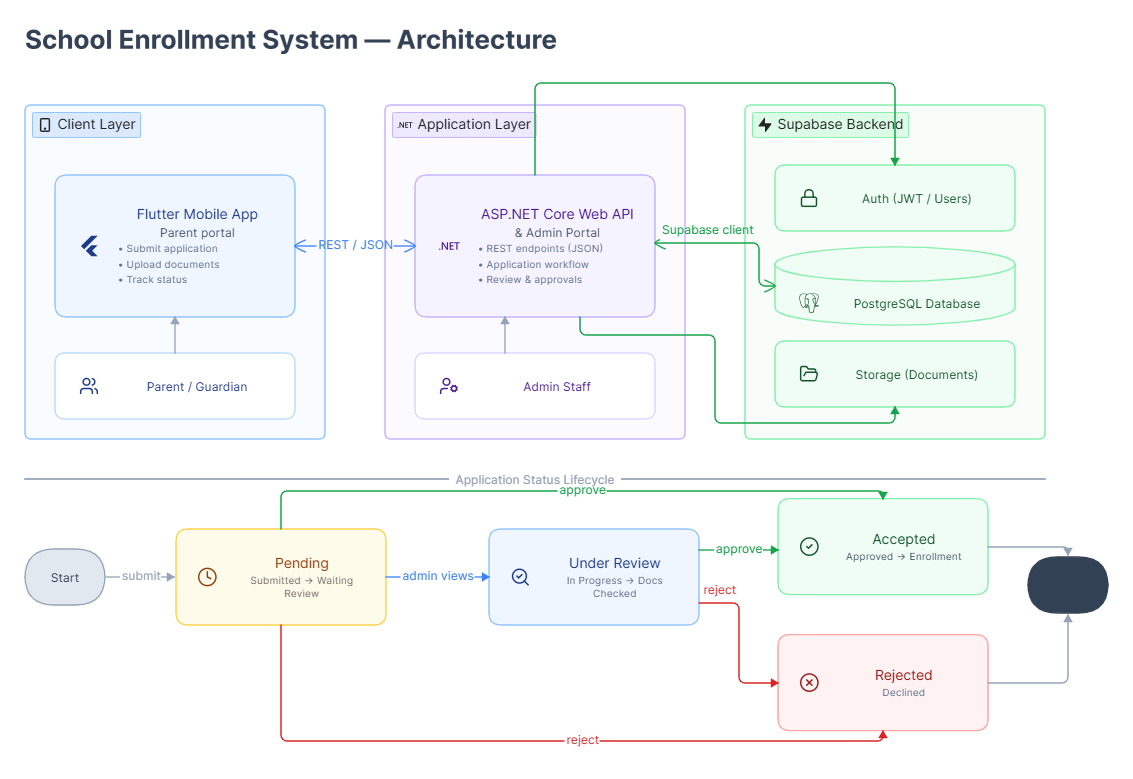 School Enrollment System — Architecture
Client Layer
Flutter Mobile App
Parent portal
• Submit application
• Upload documents
• Track status
Parent / Guardian
REST / JSON
.NET Application Layer
.NET
ASP.NET Core Web API
& Admin Portal
• REST endpoints (JSON)
• Application workflow
• Review & approvals
Admin Staff
Supabase client
Supabase Backend
Auth (JWT / Users)
PostgreSQL Database
Storage (Documents)
Application Status Lifecycle
approve
Start
submit
Pending
Submitted → Waiting
Review
admin views
Under Review
In Progress → Docs
Checked
approve
reject
Accepted
Approved → Enrollment
Rejected
Declined
reject